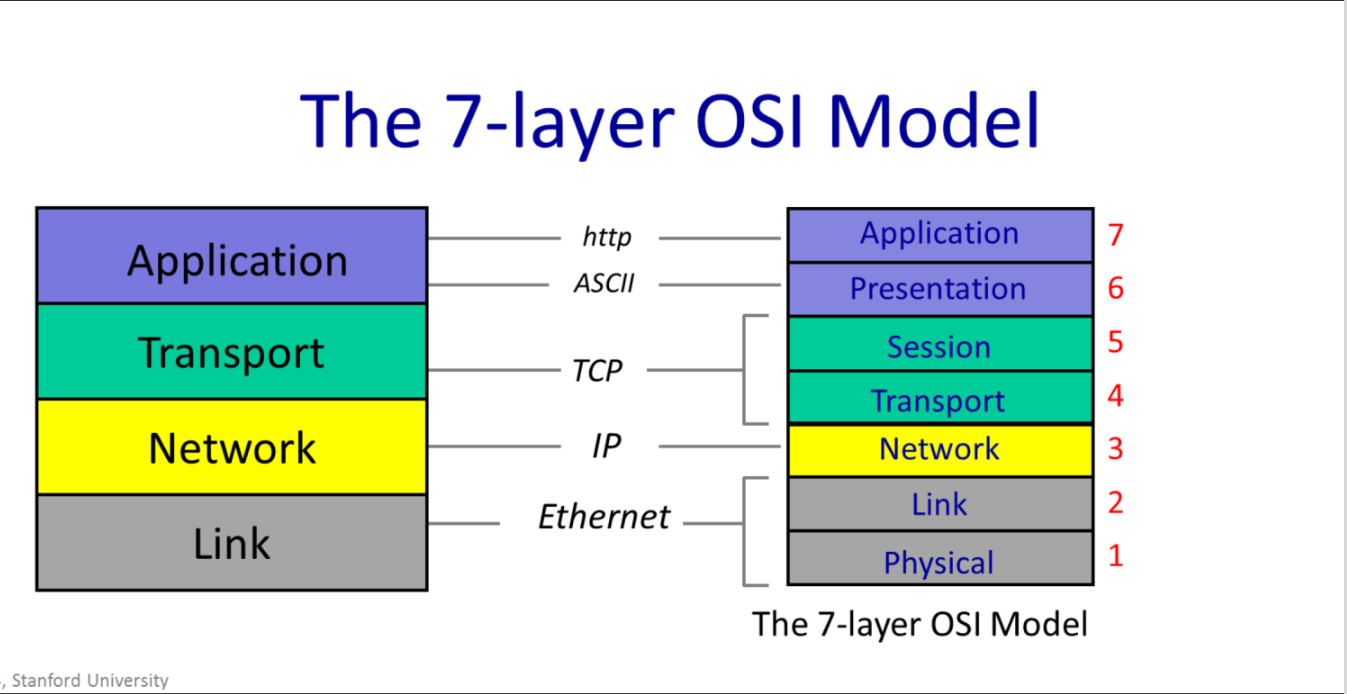 The 7-layer OSI Model
Application
Transport
Network
Link
http
ASCII
TCP
IP
Ethernet
Application 7
Presentation 6
Session 5
Transport 4
Network 3
Link 2
Physical 1
The 7-layer OSI Model
, Stanford University